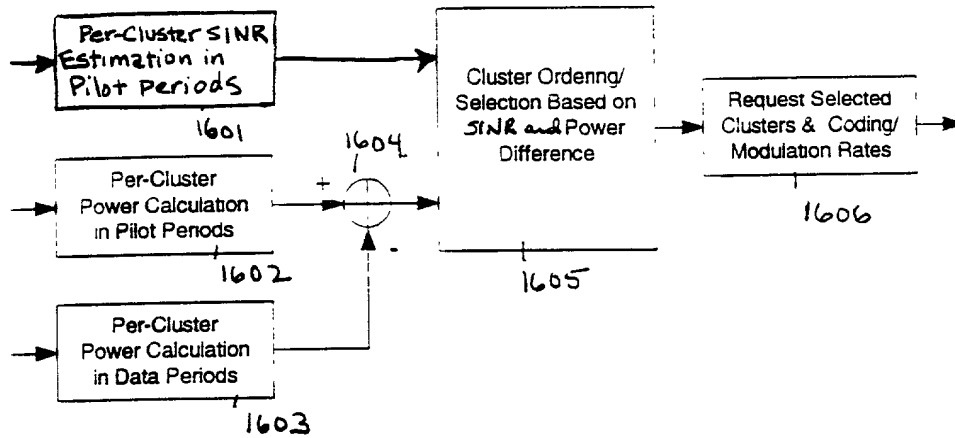 Per-Cluster SINR
Estimation in
Pilot periods
1601
Per-Cluster
Power Calculation
in Pilot Periods
1602
Per-Cluster
Power Calculation
in Data Periods
1603
1604
+
-
Cluster Ordering/
Selection Based on
SINR and Power
Difference
1605
Request Selected
Clusters & Coding/
Modulation Rates
1606